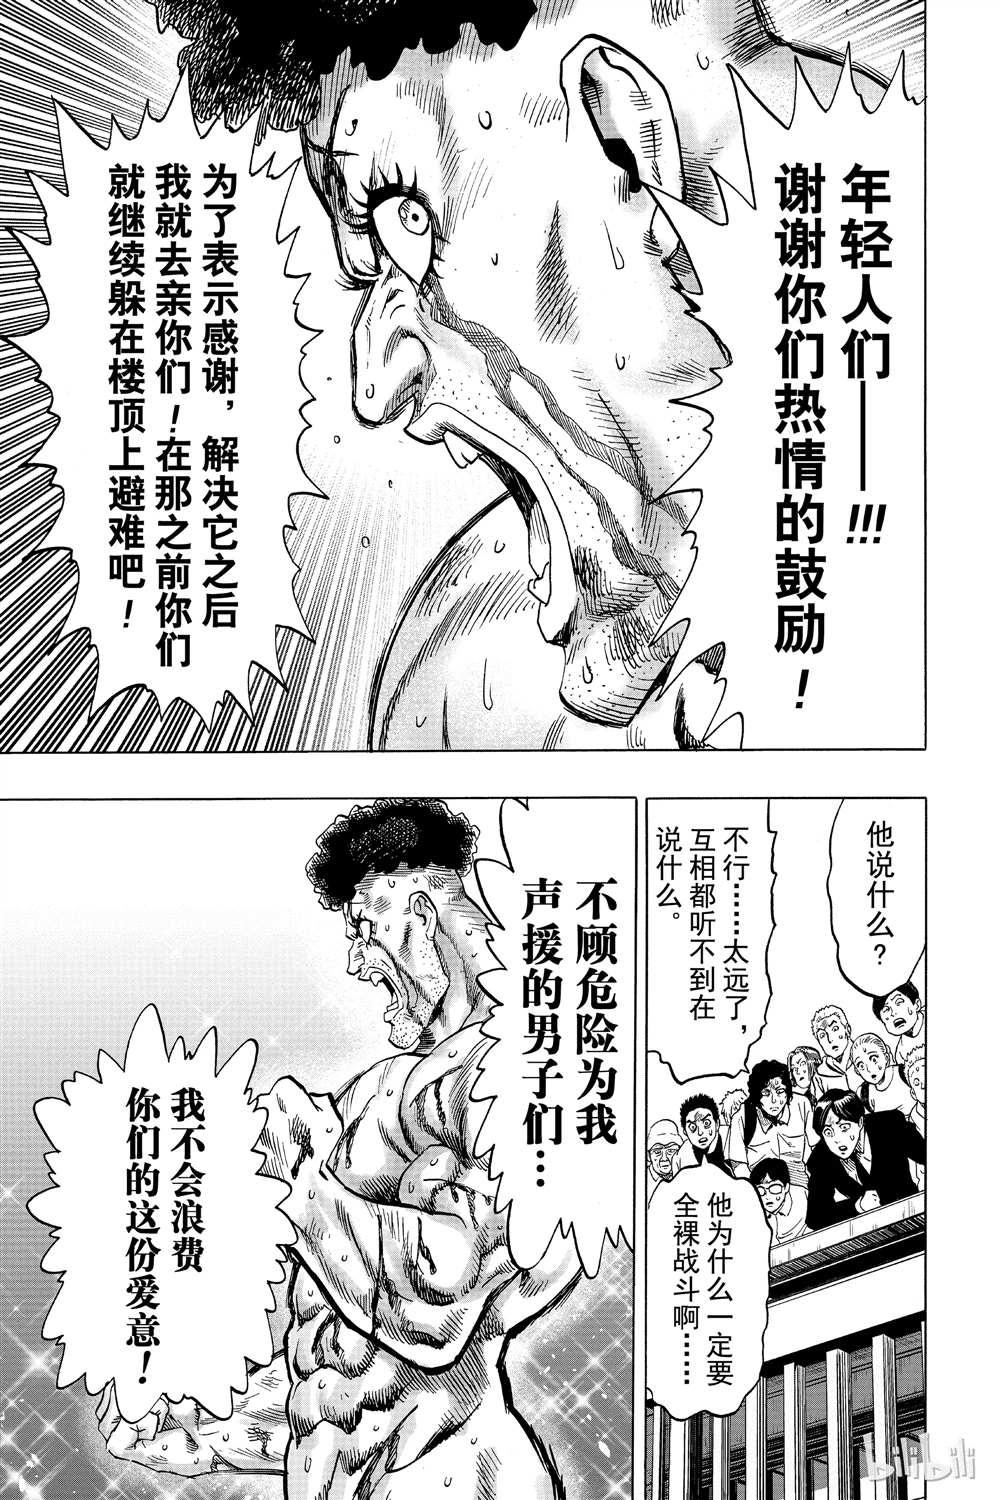 年轻人们——!!!
谢谢你们热情的鼓励！
为了表示感谢，解决它之后
我就去亲你们！在那之前你们
就继续躲在楼顶上避难吧！
他说什么？
不行……太远了，
互相都听不到在
说什么。
他为什么一定要
全裸战斗啊……
不顾危险为我
声援的男子们…
我不会浪费
你们的这份爱意！
bilibili